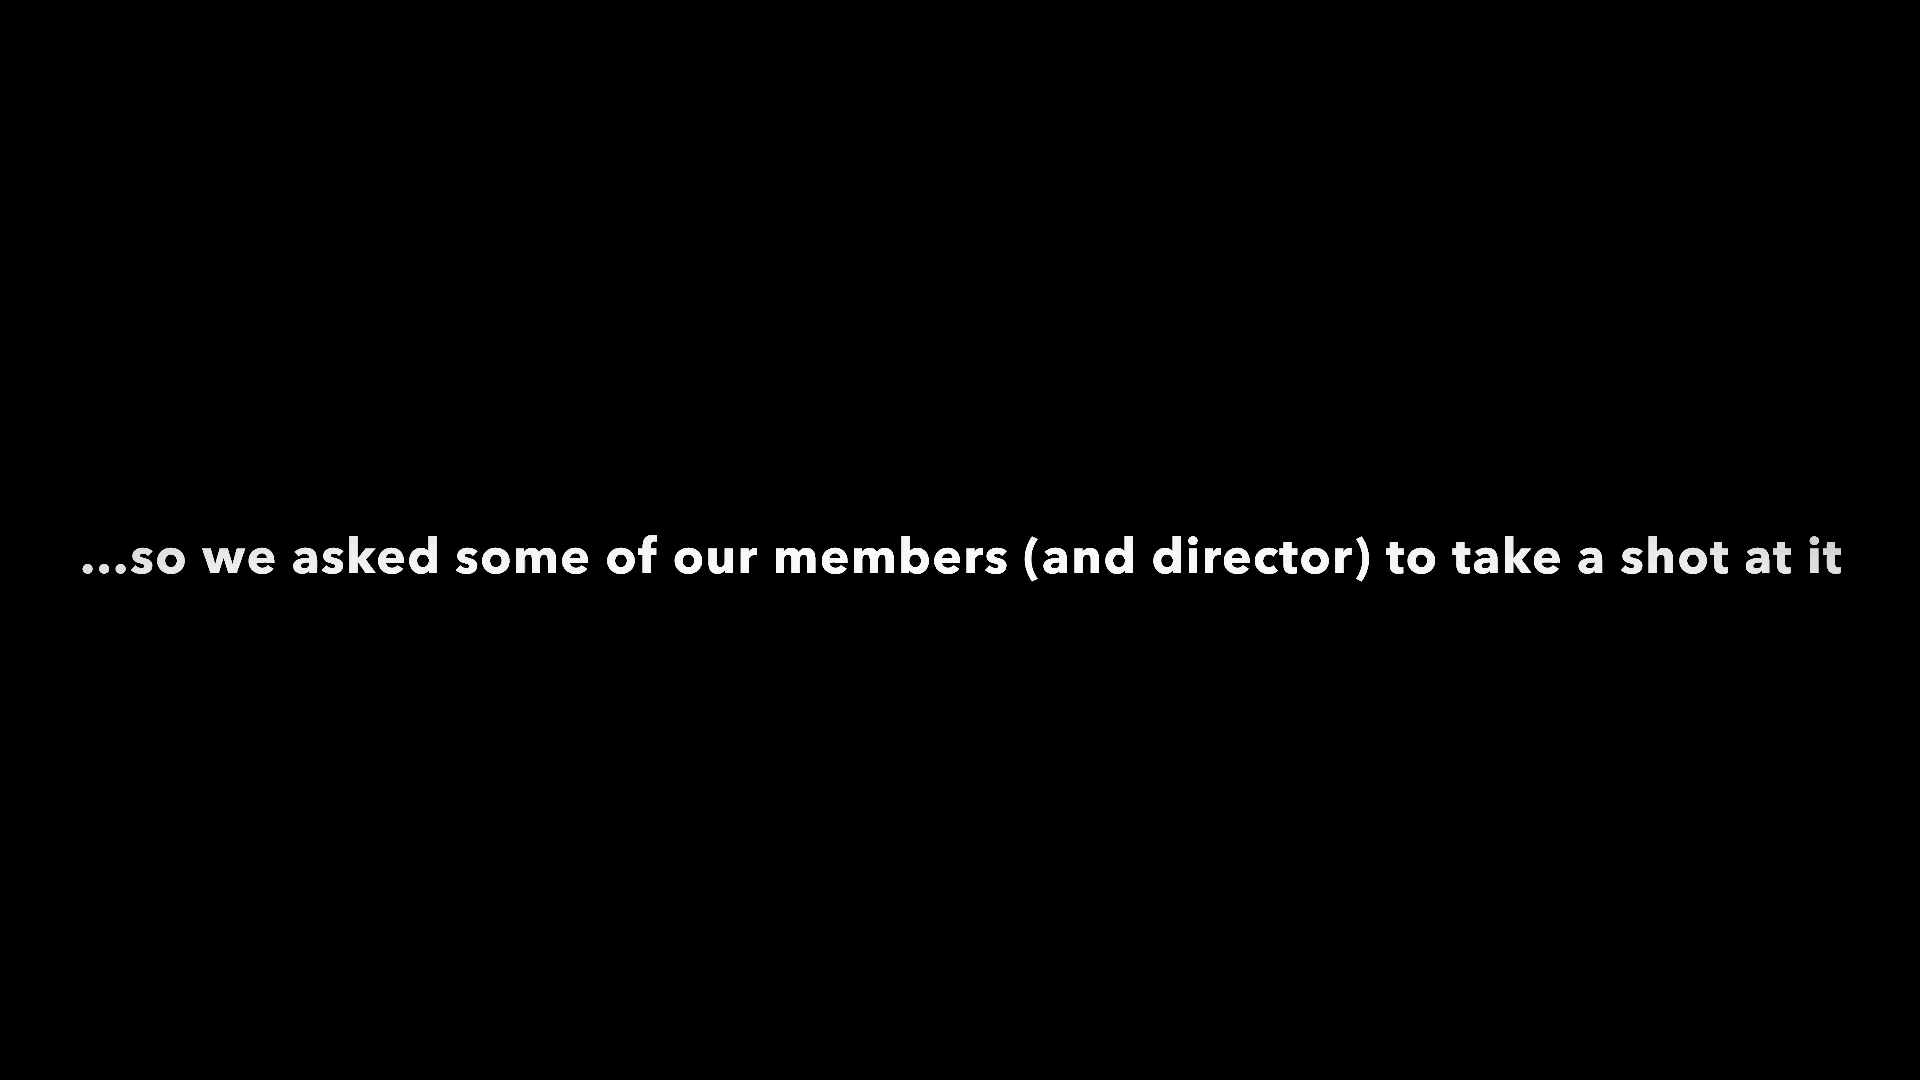 ...so we asked some of our members (and director) to take a shot at it